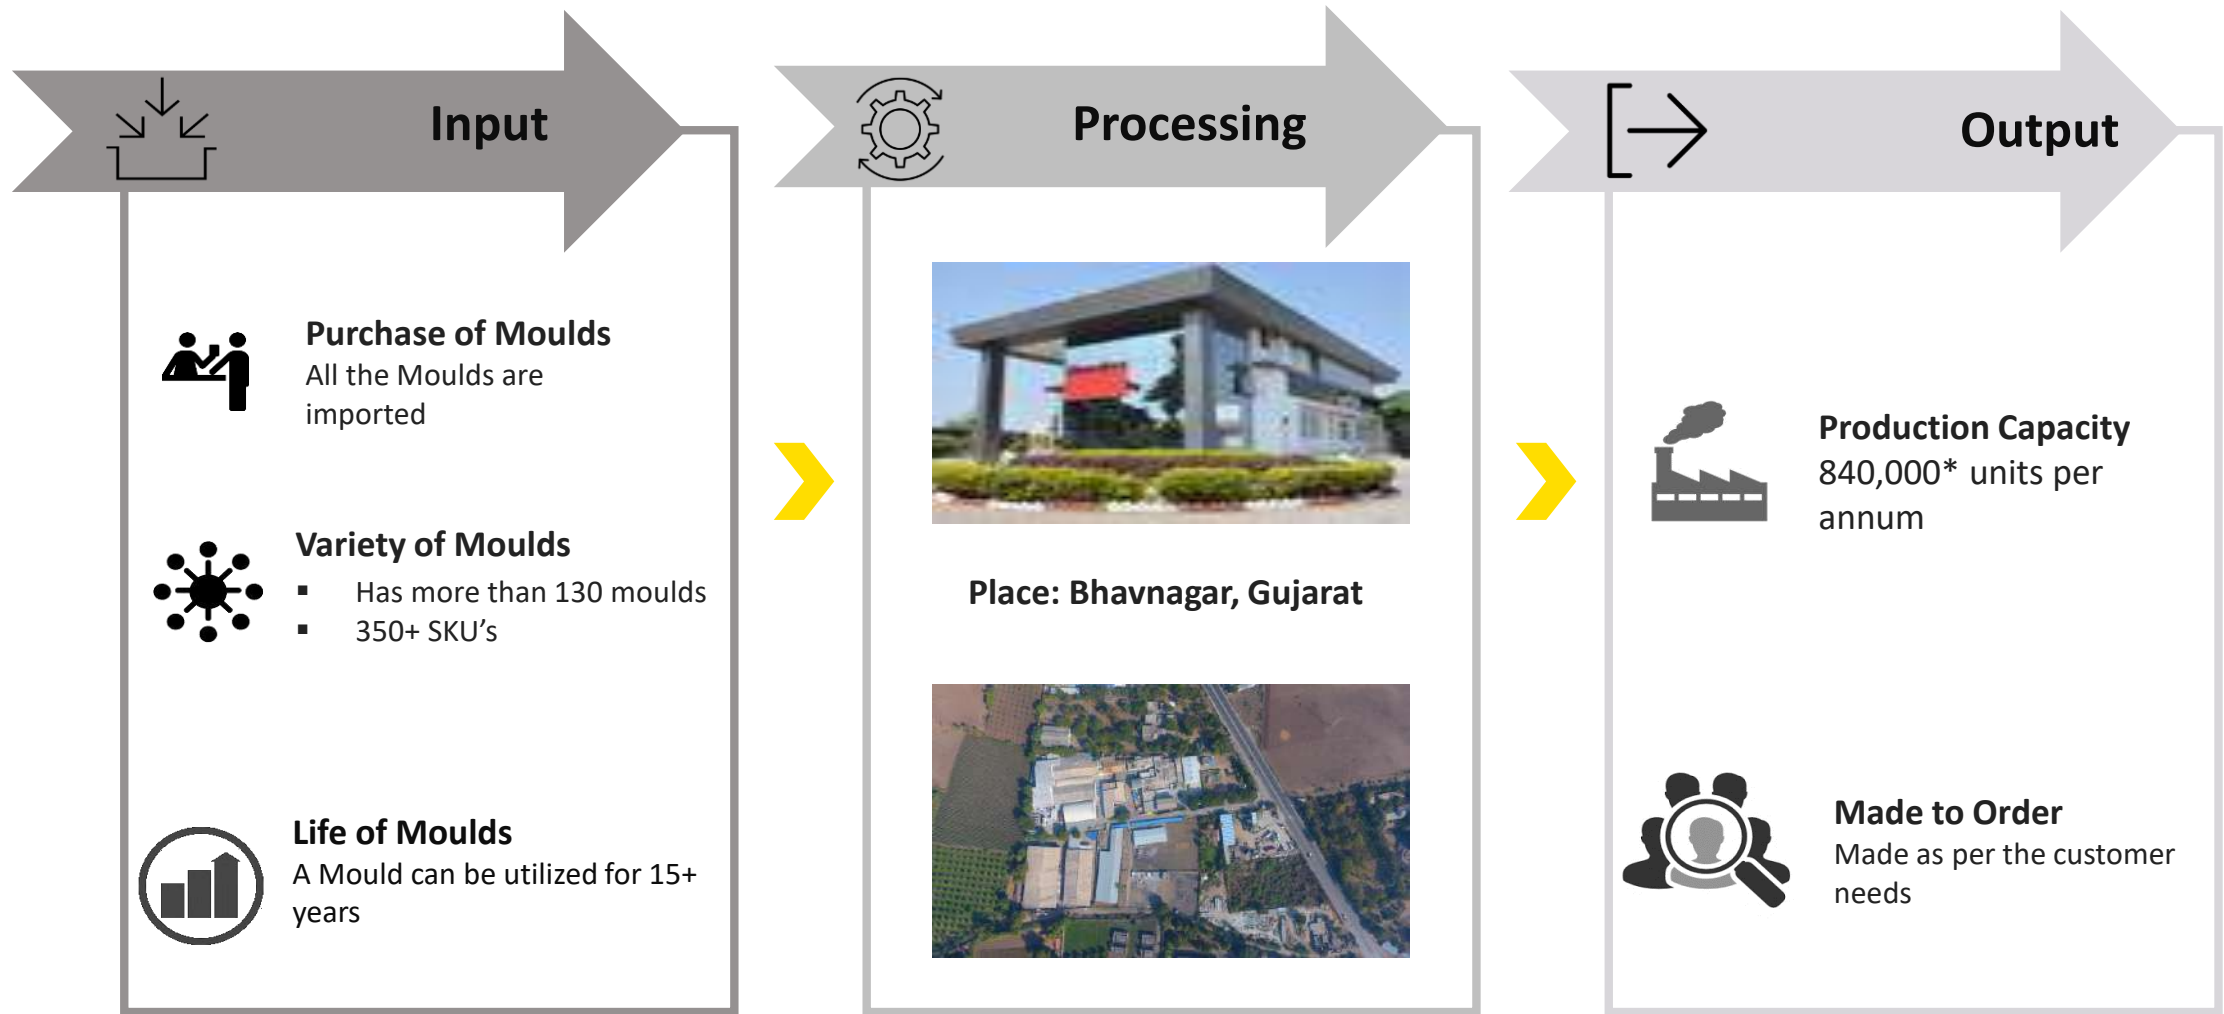 Input
Purchase of Moulds
All the Moulds are
imported
Variety of Moulds
▪ Has more than 130 moulds
▪ 350+ SKU’s
Life of Moulds
A Mould can be utilized for 15+
years
Processing
Place: Bhavnagar, Gujarat
Output
Production Capacity
840,000* units per
annum
Made to Order
Made as per the customer
needs